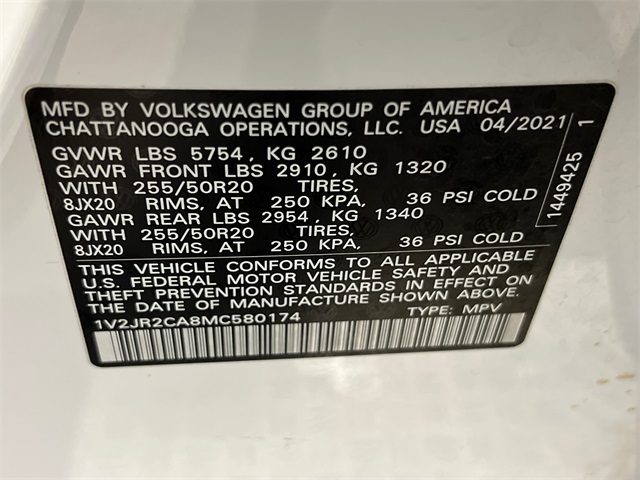 MFD BY VOLKSWAGEN GROUP OF AMERICA
CHATTANOOGA OPERATIONS, LLC. USA 04/2021
GVWR LBS 5754, KG 2610
GAWR FRONT LBS 2910, KG 1320
WITH 255/50R20 TIRES,
8JX20 RIMS, AT 250 KPA, 36 PSI COLD
GAWR REAR LBS 2954, KG 1340
WITH 255/50R20 TIRES,
8JX20 RIMS, AT 250 KPA, 36 PSI COLD
THIS VEHICLE CONFORMS TO ALL APPLICABLE
U.S. FEDERAL MOTOR VEHICLE SAFETY AND
THEFT PREVENTION STANDARDS IN EFFECT ON
THE DATE OF MANUFACTURE SHOWN ABOVE.
1V2JR2CA8MC580174 TYPE: MPV
1449425 1